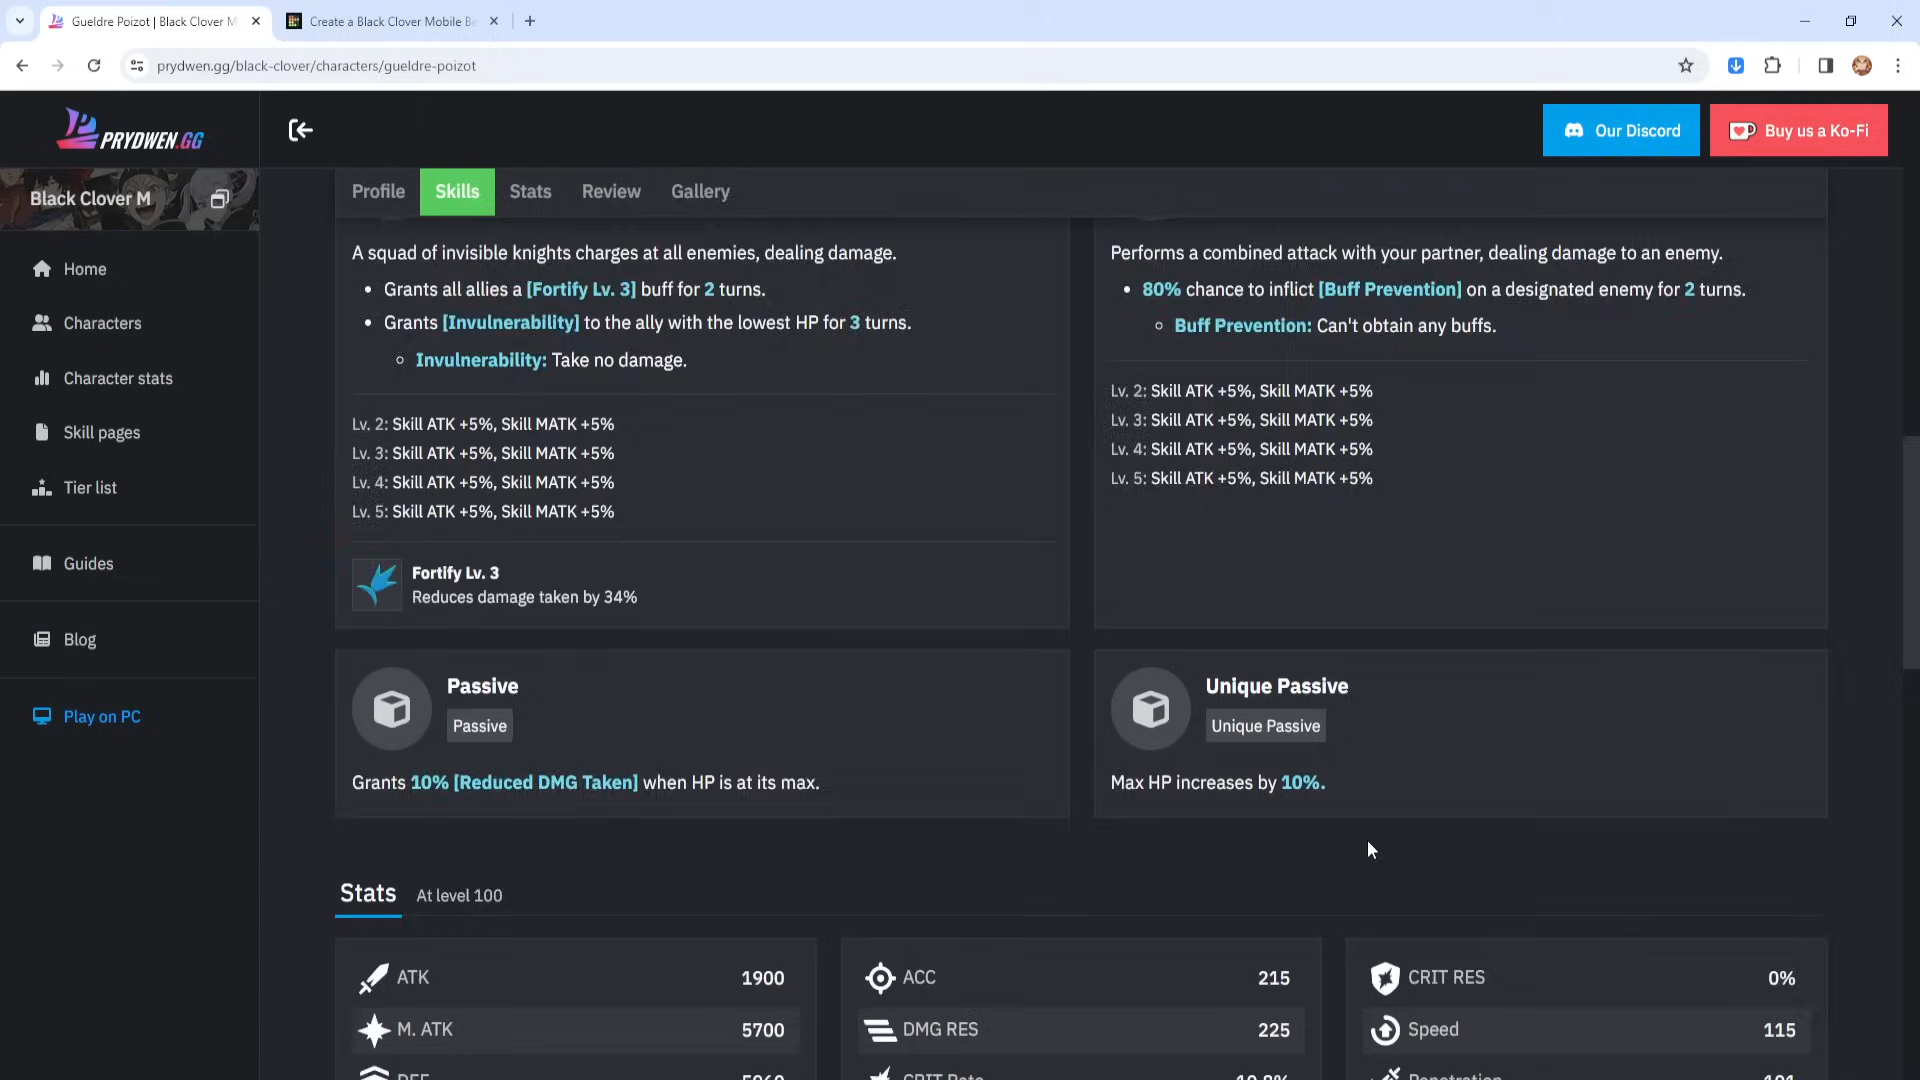 Gueldre Poizot | Black Clover M
Create a Black Clover Mobile Be
prydwen.gg/black-clover/characters/gueldre-poizot
PRYDWEN.GG
Our Discord
Buy us a Ko-Fi
Black Clover M
Profile
Skills
Stats
Review
Gallery
Home
Characters
Character stats
Skill pages
Tier list
Guides
Blog
Play on PC
A squad of invisible knights charges at all enemies, dealing damage.
• Grants all allies a [Fortify Lv. 3] buff for 2 turns.
• Grants [Invulnerability] to the ally with the lowest HP for 3 turns.
Invulnerability: Take no damage.
Lv. 2: Skill ATK +5%, Skill MATK +5%
Lv. 3: Skill ATK +5%, Skill MATK +5%
Lv. 4: Skill ATK +5%, Skill MATK +5%
Lv. 5: Skill ATK +5%, Skill MATK +5%
Fortify Lv. 3
Reduces damage taken by 34%
Performs a combined attack with your partner, dealing damage to an enemy.
• 80% chance to inflict [Buff Prevention] on a designated enemy for 2 turns.
Buff Prevention: Can't obtain any buffs.
Lv. 2: Skill ATK +5%, Skill MATK +5%
Lv. 3: Skill ATK +5%, Skill MATK +5%
Lv. 4: Skill ATK +5%, Skill MATK +5%
Lv. 5: Skill ATK +5%, Skill MATK +5%
Passive
Passive
Grants 10% [Reduced DMG Taken] when HP is at its max.
Unique Passive
Unique Passive
Max HP increases by 10%.
Stats At level 100
ATK 1900
M. ATK 5700
DEF
ACC 215
DMG RES 225
CRIT Rate
CRIT RES 0%
Speed 115
Penetration